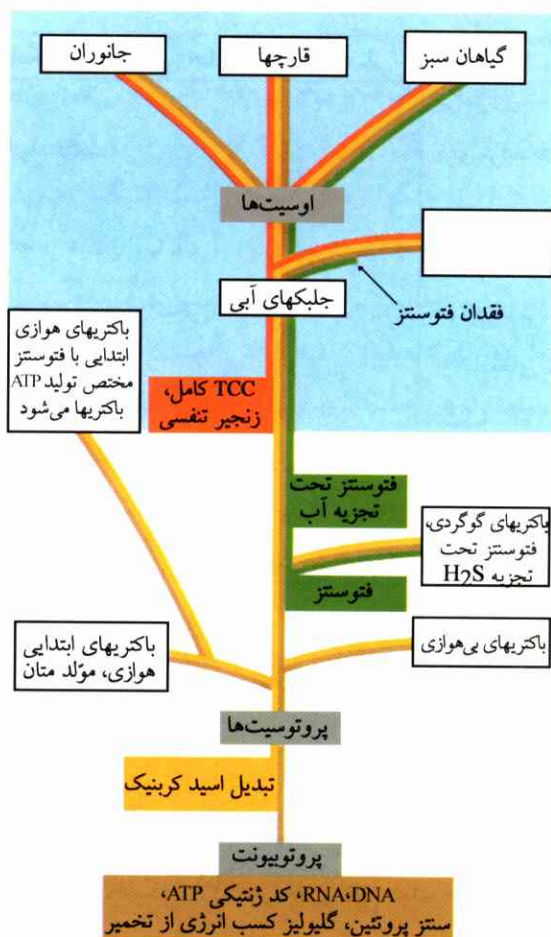 گیاهان سبز
قارچها
جانوران
اوسیت‌ها
فقدان فتوسنتز
جلبکهای آبی
باکتریهای هوازی
ابتدایی با فتوسنتز
مختص تولید ATP
باکتریها می‌شود
TCC کامل،
زنجیر تنفسی
فتوسنتز تحت
تجزیه آب
باکتریهای گوگردی،
فتوسنتز تحت
تجزیه H2S
فتوسنتز
باکتریهای بی‌هوازی
باکتریهای ابتدایی
هوازی، مولّد متان
پروتوسیت‌ها
تبدیل اسید کربنیک
پروتوبیونت
RNA،DNA، کد ژنتیکی ATP،
سنتز پروتئین، گلیولیز کسب انرژی از تخمیر